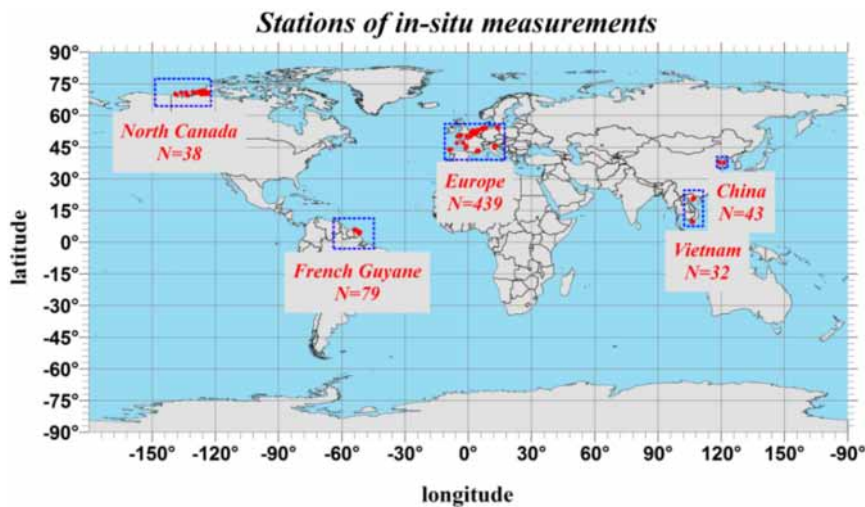 Stations of in-situ measurements
90°
75°
60°
45°
30°
15°
0°
-15°
-30°
-45°
-60°
-75°
-90°
latitude
North Canada
N=38
French Guyane
N=79
Europe
N=439
China
N=43
Vietnam
N=32
-150° -120° -90° -60° -30° 0° 30° 60° 90° 120° 150° -90°
longitude